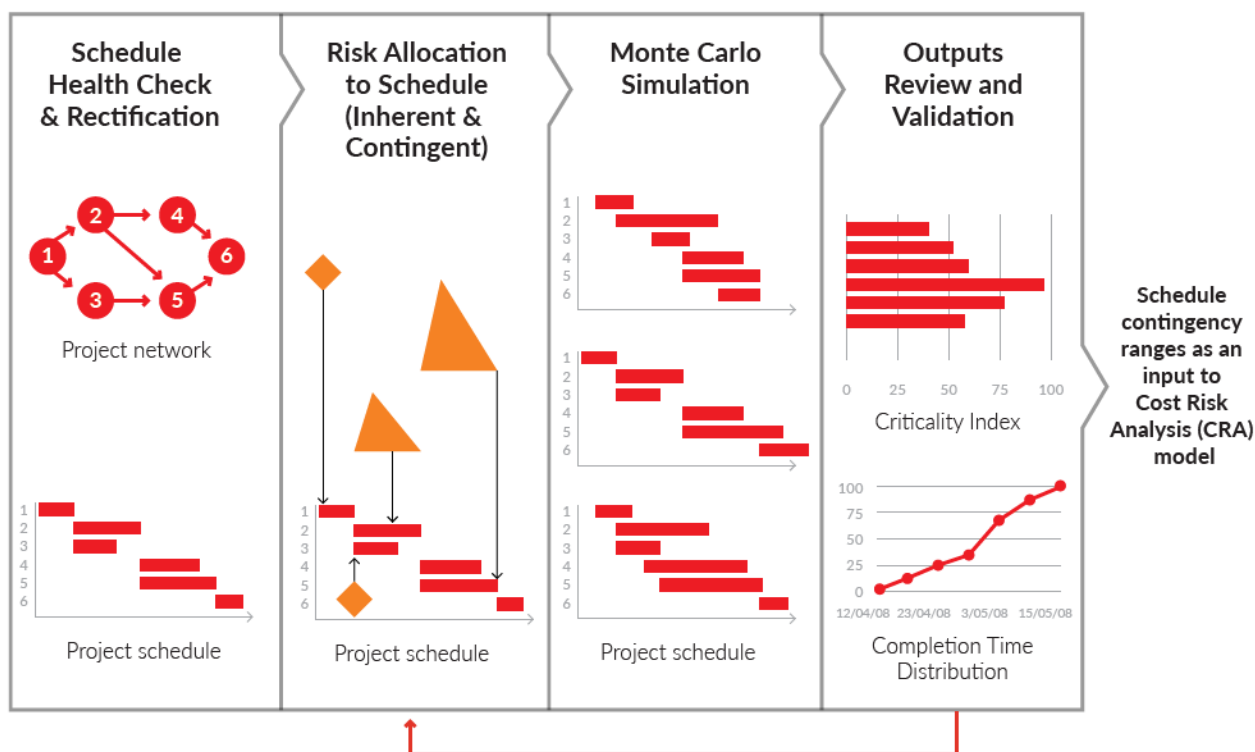 Schedule
Health Check
& Rectification
1
2
3
4
5
6
Project network
1
2
3
4
5
6
Project schedule
Risk Allocation
to Schedule
(Inherent &
Contingent)
1
2
3
4
5
6
Project schedule
Monte Carlo
Simulation
1
2
3
4
5
6
1
2
3
4
5
6
1
2
3
4
5
6
Project schedule
Outputs
Review and
Validation
0 25 50 75 100
Criticality Index
100
75
50
25
0
12/04/08 23/04/08 3/05/08 15/05/08
Completion Time
Distribution
Schedule
contingency
ranges as an
input to
Cost Risk
Analysis (CRA)
model